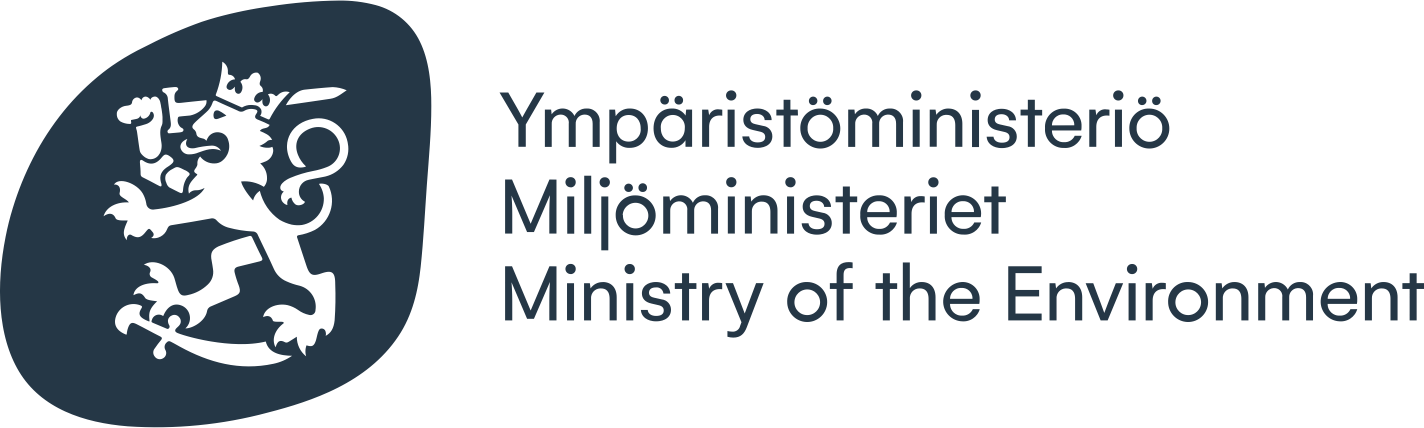 Ympäristöministeriö
Miljöministeriet
Ministry of the Environment